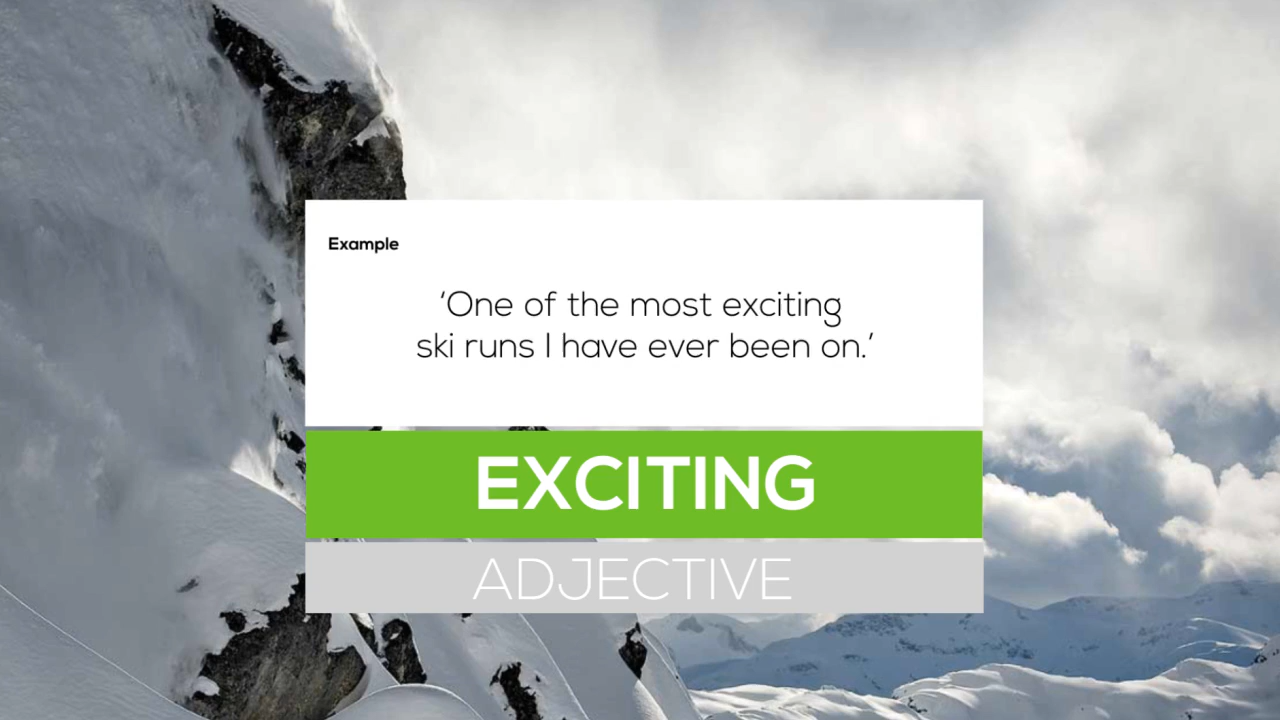 Example
‘One of the most exciting
ski runs I have ever been on.’
EXCITING
ADJECTIVE